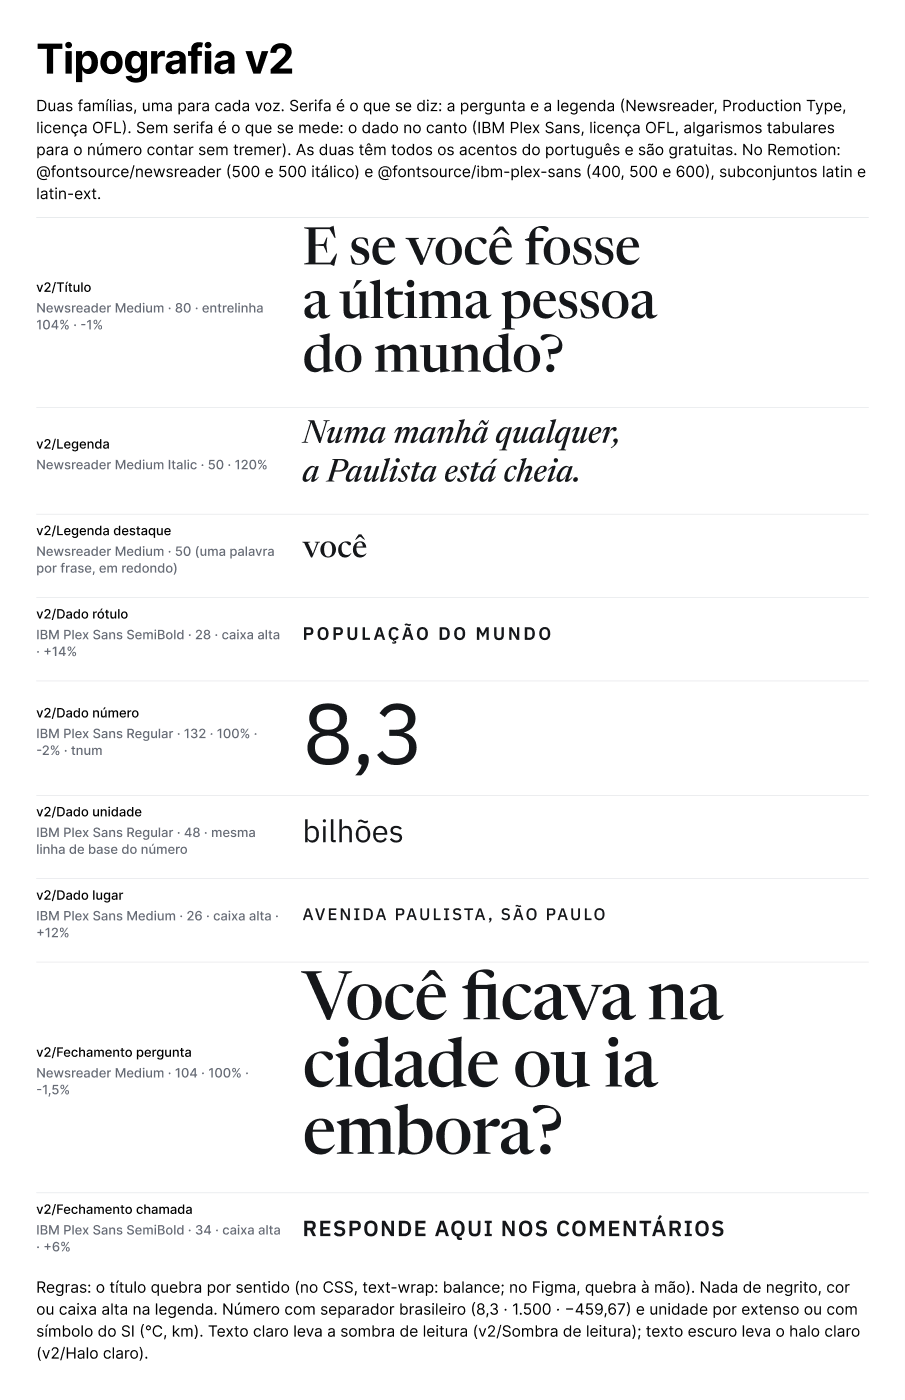 Tipografia v2
Duas famílias, uma para cada voz. Serifa é o que se diz: a pergunta e a legenda (Newsreader, Production Type,
licença OFL). Sem serifa é o que se mede: o dado no canto (IBM Plex Sans, licença OFL, algarismos tabulares
para o número contar sem tremer). As duas têm todos os acentos do português e são gratuitas. No Remotion:
@fontsource/newsreader (500 e 500 itálico) e @fontsource/ibm-plex-sans (400, 500 e 600), subconjuntos latin e
latin-ext.
v2/Título
Newsreader Medium · 80 · entrelinha
104% · -1%
E se você fosse
a última pessoa
do mundo?
v2/Legenda
Newsreader Medium Italic · 50 · 120%
Numa manhã qualquer,
a Paulista está cheia.
v2/Legenda destaque
Newsreader Medium · 50 (uma palavra
por frase, em redondo)
você
v2/Dado rótulo
IBM Plex Sans SemiBold · 28 · caixa alta
· +14%
POPULAÇÃO DO MUNDO
v2/Dado número
IBM Plex Sans Regular · 132 · 100% ·
-2% · tnum
8,3
v2/Dado unidade
IBM Plex Sans Regular · 48 · mesma
linha de base do número
bilhões
v2/Dado lugar
IBM Plex Sans Medium · 26 · caixa alta ·
+12%
AVENIDA PAULISTA, SÃO PAULO
v2/Fechamento pergunta
Newsreader Medium · 104 · 100% ·
-1,5%
Você ficava na
cidade ou ia
embora?
v2/Fechamento chamada
IBM Plex Sans SemiBold · 34 · caixa alta
· +6%
RESPONDE AQUI NOS COMENTÁRIOS
Regras: o título quebra por sentido (no CSS, text-wrap: balance; no Figma, quebra à mão). Nada de negrito, cor
ou caixa alta na legenda. Número com separador brasileiro (8,3 · 1.500 · −459,67) e unidade por extenso ou com
símbolo do SI (°C, km). Texto claro leva a sombra de leitura (v2/Sombra de leitura); texto escuro leva o halo claro
(v2/Halo claro).